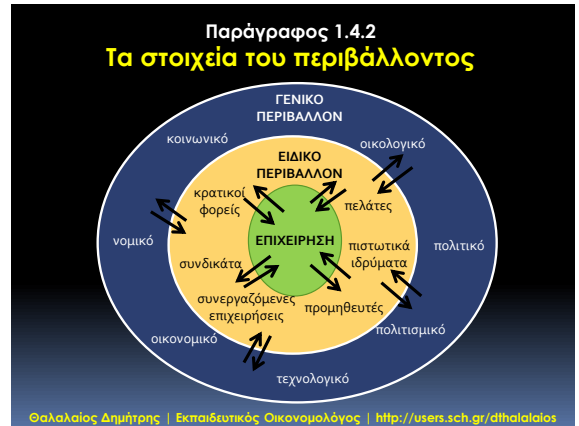 Παράγραφος 1.4.2
Τα στοιχεία του περιβάλλοντος
ΓΕΝΙΚΟ
ΠΕΡΙΒΑΛΛΟΝ
κοινωνικό
οικολογικό
ΕΙΔΙΚΟ
ΠΕΡΙΒΑΛΛΟΝ
κρατικοί
φορείς
πελάτες
νομικό
ΕΠΙΧΕΙΡΗΣΗ
πιστωτικά
ιδρύματα
πολιτικό
συνδικάτα
συνεργαζόμενες
επιχειρήσεις
προμηθευτές
οικονομικό
πολιτισμικό
τεχνολογικό
Θαλαλαίος Δημήτρης | Εκπαιδευτικός Οικονομολόγος | http://users.sch.gr/dthalalaios